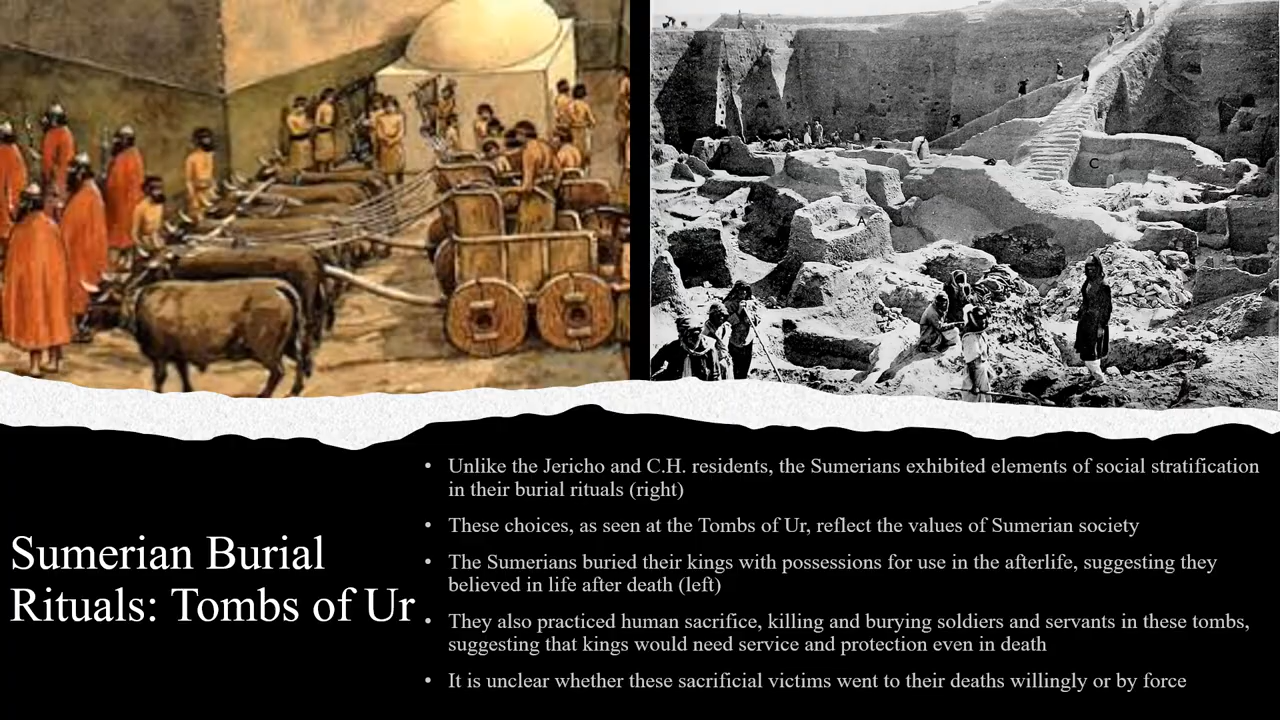 C
A
Sumerian Burial
Rituals: Tombs of Ur
• Unlike the Jericho and C.H. residents, the Sumerians exhibited elements of social stratification
in their burial rituals (right)
• These choices, as seen at the Tombs of Ur, reflect the values of Sumerian society
• The Sumerians buried their kings with possessions for use in the afterlife, suggesting they
believed in life after death (left)
• They also practiced human sacrifice, killing and burying soldiers and servants in these tombs,
suggesting that kings would need service and protection even in death
• It is unclear whether these sacrificial victims went to their deaths willingly or by force